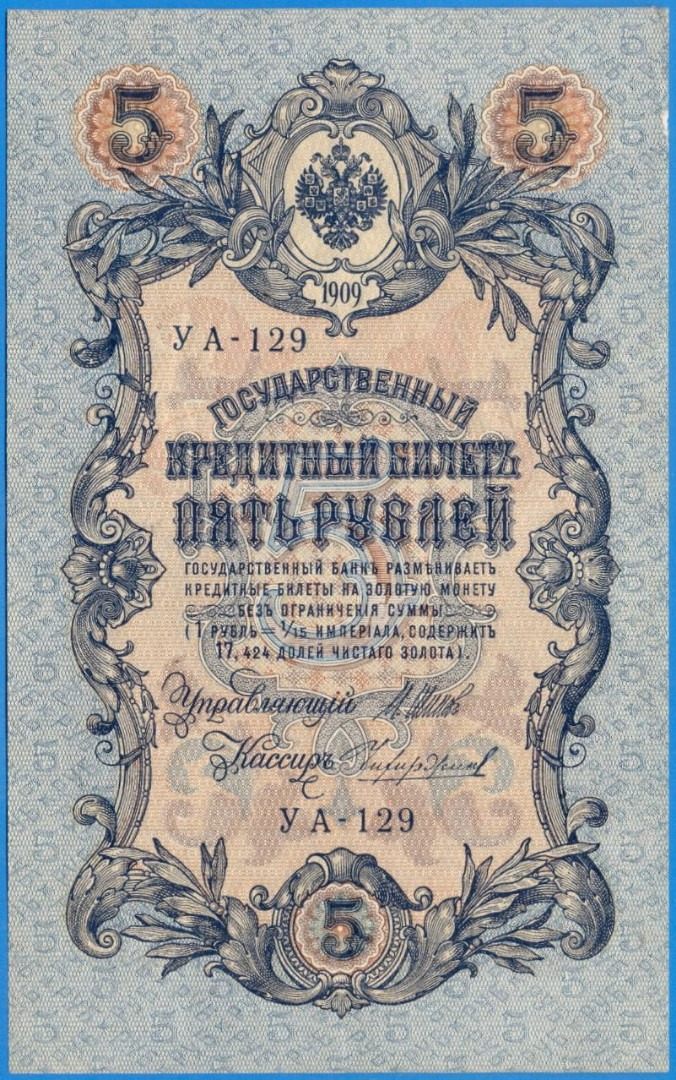 5 5
1909
УА-129
ГОСУДАРСТВЕННЫЙ
КРЕДИТНЫЙ БИЛЕТЪ
ПЯТЬ РУБЛЕЙ
5
ГОСУДАРСТВЕННЫЙ БАНКЪ РАЗМѢНИВАЕТЪ
КРЕДИТНЫЕ БИЛЕТЫ НА ЗОЛОТУЮ МОНЕТУ
БЕЗЪ ОГРАНИЧЕНІЯ СУММЫ
(1 РУБЛЬ = 1/15 ИМПЕРІАЛА, СОДЕРЖИТЪ
17,424 ДОЛЕЙ ЧИСТАГО ЗОЛОТА).
Управляющій
Кассиръ
УА-129
5